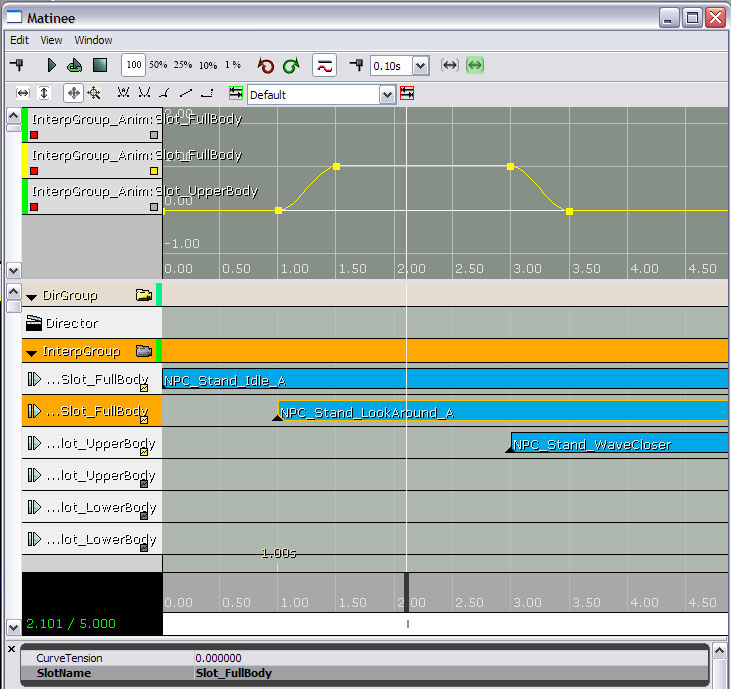 Matinee
Edit View Window
100 50% 25% 10% 1 % 0.10s
Default
InterpGroup_Anim:Slot_FullBody 2.00
InterpGroup_Anim:Slot_FullBody
InterpGroup_Anim:Slot_UpperBody
0.00
-1.00
0.00 0.50 1.00 1.50 2.00 2.50 3.00 3.50 4.00 4.50
DirGroup
Director
InterpGroup
...Slot_FullBody NPC_Stand_Idle_A
...Slot_FullBody NPC_Stand_LookAround_A
...lot_UpperBody NPC_Stand_WaveCloser
...lot_UpperBody
...lot_LowerBody
...lot_LowerBody
1.00s
0.00 0.50 1.00 1.50 2.00 2.50 3.00 3.50 4.00 4.50
2.101 / 5.000
CurveTension 0.000000
SlotName Slot_FullBody